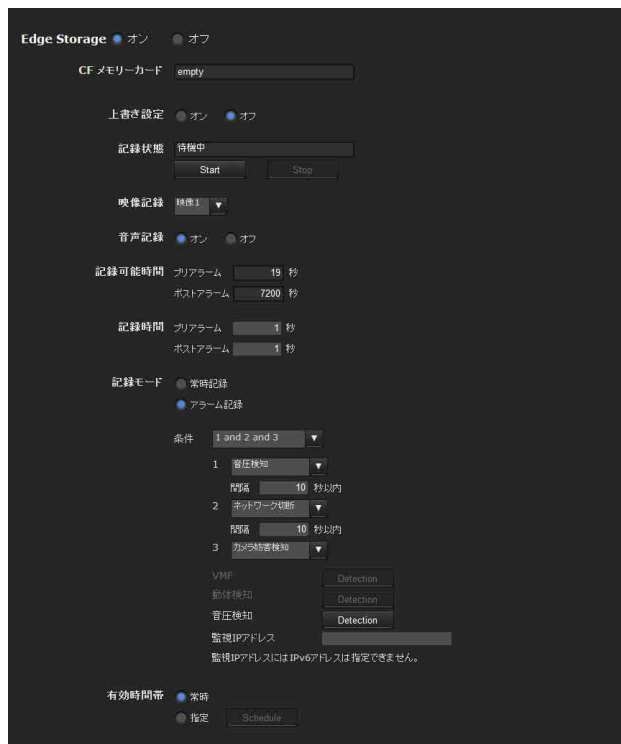 Edge Storage オン オフ
CF メモリーカード empty
上書き設定 オン オフ
記録状態 待機中
Start Stop
映像記録 映像1
音声記録 オン オフ
記録可能時間 プリアラーム 19 秒
ポストアラーム 7200 秒
記録時間 プリアラーム 1 秒
ポストアラーム 1 秒
記録モード 常時記録
アラーム記録
条件 1 and 2 and 3
1 音圧検知
間隔 10 秒以内
2 ネットワーク切断
間隔 10 秒以内
3 カメラ妨害検知
VMF Detection
動体検知 Detection
音圧検知 Detection
監視IPアドレス
監視IPアドレスにはIPv6アドレスは指定できません。
有効時間帯 常時
指定 Schedule